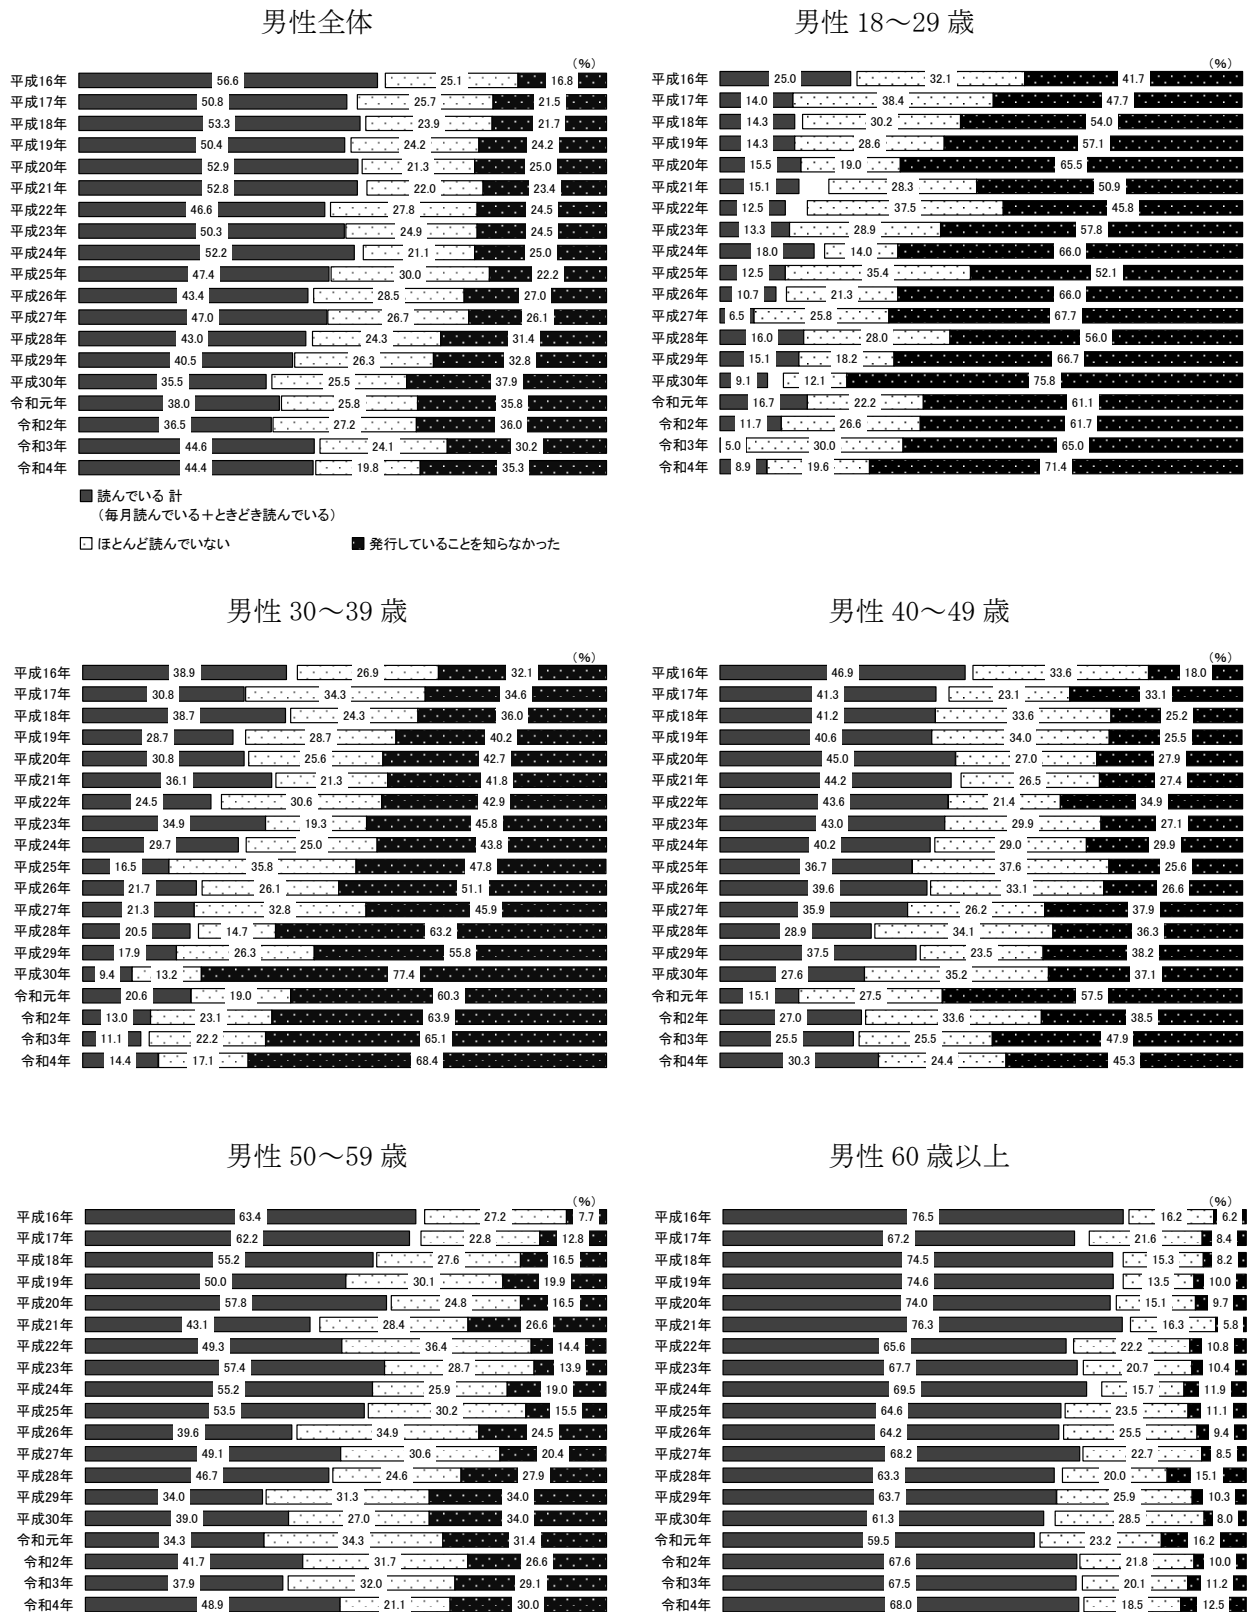 男性全体
(%)
平成16年 56.6 25.1 16.8
平成17年 50.8 25.7 21.5
平成18年 53.3 23.9 21.7
平成19年 50.4 24.2 24.2
平成20年 52.9 21.3 25.0
平成21年 52.8 22.0 23.4
平成22年 46.6 27.8 24.5
平成23年 50.3 24.9 24.5
平成24年 52.2 21.1 25.0
平成25年 47.4 30.0 22.2
平成26年 43.4 28.5 27.0
平成27年 47.0 26.7 26.1
平成28年 43.0 24.3 31.4
平成29年 40.5 26.3 32.8
平成30年 35.5 25.5 37.9
令和元年 38.0 25.8 35.8
令和2年 36.5 27.2 36.0
令和3年 44.6 24.1 30.2
令和4年 44.4 19.8 35.3
読んでいる 計
(毎月読んでいる+ときどき読んでいる)
ほとんど読んでいない 発行していることを知らなかった
男性 18～29 歳
(%)
平成16年 25.0 32.1 41.7
平成17年 14.0 38.4 47.7
平成18年 14.3 30.2 54.0
平成19年 14.3 28.6 57.1
平成20年 15.5 19.0 65.5
平成21年 15.1 28.3 50.9
平成22年 12.5 37.5 45.8
平成23年 13.3 28.9 57.8
平成24年 18.0 14.0 66.0
平成25年 12.5 35.4 52.1
平成26年 10.7 21.3 66.0
平成27年 6.5 25.8 67.7
平成28年 16.0 28.0 56.0
平成29年 15.1 18.2 66.7
平成30年 9.1 12.1 75.8
令和元年 16.7 22.2 61.1
令和2年 11.7 26.6 61.7
令和3年 5.0 30.0 65.0
令和4年 8.9 19.6 71.4
男性 30～39 歳
(%)
平成16年 38.9 26.9 32.1
平成17年 30.8 34.3 34.6
平成18年 38.7 24.3 36.0
平成19年 28.7 28.7 40.2
平成20年 30.8 25.6 42.7
平成21年 36.1 21.3 41.8
平成22年 24.5 30.6 42.9
平成23年 34.9 19.3 45.8
平成24年 29.7 25.0 43.8
平成25年 16.5 35.8 47.8
平成26年 21.7 26.1 51.1
平成27年 21.3 32.8 45.9
平成28年 20.5 14.7 63.2
平成29年 17.9 26.3 55.8
平成30年 9.4 13.2 77.4
令和元年 20.6 19.0 60.3
令和2年 13.0 23.1 63.9
令和3年 11.1 22.2 65.1
令和4年 14.4 17.1 68.4
男性 40～49 歳
(%)
平成16年 46.9 33.6 18.0
平成17年 41.3 23.1 33.1
平成18年 41.2 33.6 25.2
平成19年 40.6 34.0 25.5
平成20年 45.0 27.0 27.9
平成21年 44.2 26.5 27.4
平成22年 43.6 21.4 34.9
平成23年 43.0 29.9 27.1
平成24年 40.2 29.0 29.9
平成25年 36.7 37.6 25.6
平成26年 39.6 33.1 26.6
平成27年 35.9 26.2 37.9
平成28年 28.9 34.1 36.3
平成29年 37.5 23.5 38.2
平成30年 27.6 35.2 37.1
令和元年 15.1 27.5 57.5
令和2年 27.0 33.6 38.5
令和3年 25.5 25.5 47.9
令和4年 30.3 24.4 45.3
男性 50～59 歳
(%)
平成16年 63.4 27.2 7.7
平成17年 62.2 22.8 12.8
平成18年 55.2 27.6 16.5
平成19年 50.0 30.1 19.9
平成20年 57.8 24.8 16.5
平成21年 43.1 28.4 26.6
平成22年 49.3 36.4 14.4
平成23年 57.4 28.7 13.9
平成24年 55.2 25.9 19.0
平成25年 53.5 30.2 15.5
平成26年 39.6 34.9 24.5
平成27年 49.1 30.6 20.4
平成28年 46.7 24.6 27.9
平成29年 34.0 31.3 34.0
平成30年 39.0 27.0 34.0
令和元年 34.3 34.3 31.4
令和2年 41.7 31.7 26.6
令和3年 37.9 32.0 29.1
令和4年 48.9 21.1 30.0
男性 60 歳以上
(%)
平成16年 76.5 16.2 6.2
平成17年 67.2 21.6 8.4
平成18年 74.5 15.3 8.2
平成19年 74.6 13.5 10.0
平成20年 74.0 15.1 9.7
平成21年 76.3 16.3 5.8
平成22年 65.6 22.2 10.8
平成23年 67.7 20.7 10.4
平成24年 69.5 15.7 11.9
平成25年 64.6 23.5 11.1
平成26年 64.2 25.5 9.4
平成27年 68.2 22.7 8.5
平成28年 63.3 20.0 15.1
平成29年 63.7 25.9 10.3
平成30年 61.3 28.5 8.0
令和元年 59.5 23.2 16.2
令和2年 67.6 21.8 10.0
令和3年 67.5 20.1 11.2
令和4年 68.0 18.5 12.5